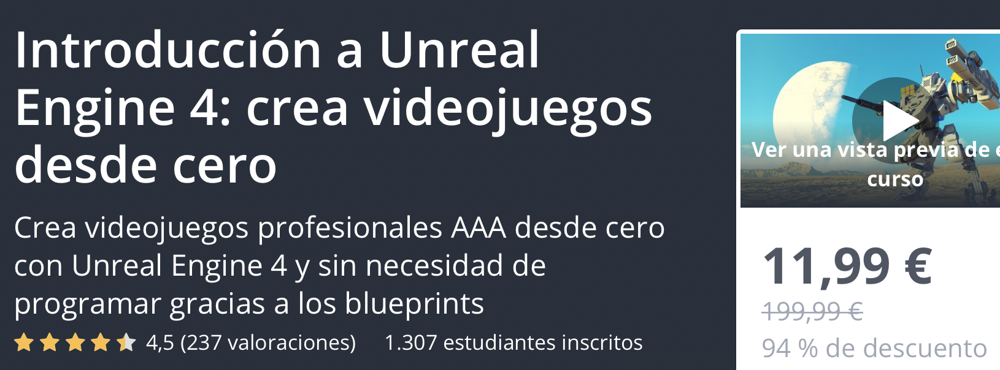 Introducción a Unreal
Engine 4: crea videojuegos
desde cero
Crea videojuegos profesionales AAA desde cero
con Unreal Engine 4 y sin necesidad de
programar gracias a los blueprints
4,5 (237 valoraciones) 1.307 estudiantes inscritos
Ver una vista previa de
curso
11,99 €
199,99 €
94 % de descuento